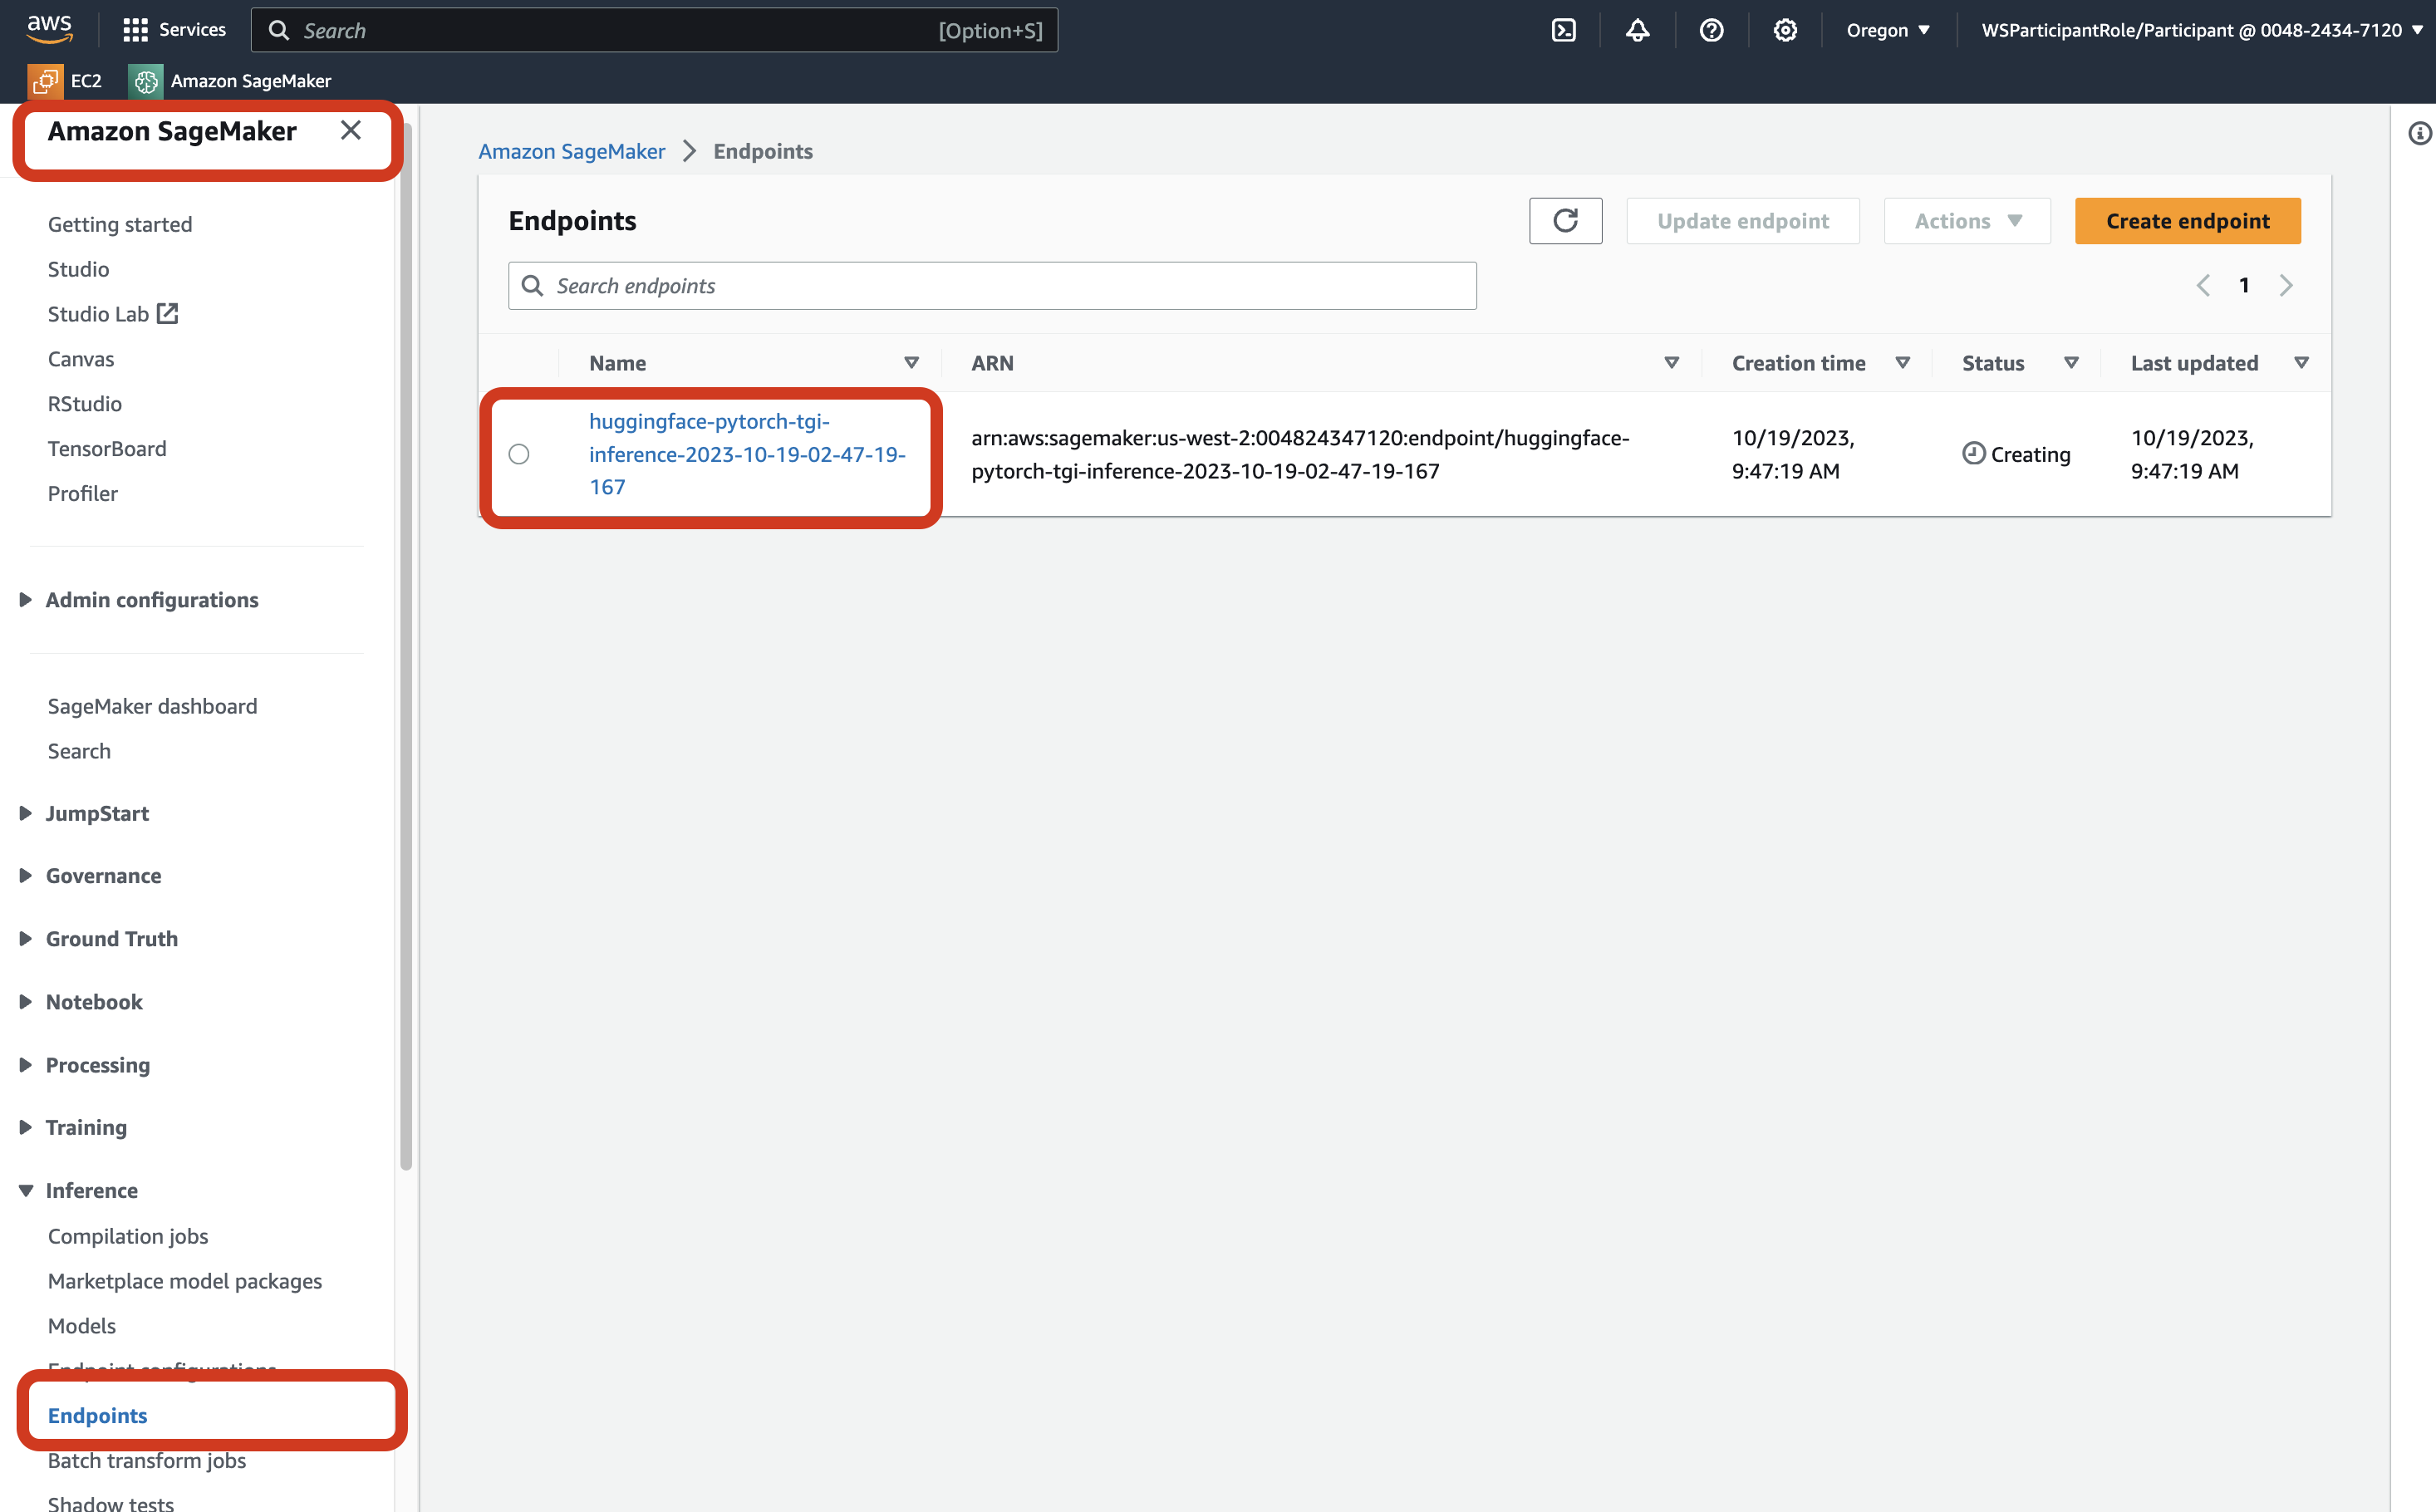 aws
Services
Search
[Option+S]
Oregon
WSParticipantRole/Participant @ 0048-2434-7120
EC2
Amazon SageMaker
Amazon SageMaker
Getting started
Studio
Studio Lab
Canvas
RStudio
TensorBoard
Profiler
Admin configurations
SageMaker dashboard
Search
JumpStart
Governance
Ground Truth
Notebook
Processing
Training
Inference
Compilation jobs
Marketplace model packages
Models
Endpoint configurations
Endpoints
Batch transform jobs
Shadow tests
Amazon SageMaker > Endpoints
Endpoints
Update endpoint
Actions
Create endpoint
Search endpoints
1
Name
ARN
Creation time
Status
Last updated
huggingface-pytorch-tgi-
inference-2023-10-19-02-47-19-
167
arn:aws:sagemaker:us-west-2:004824347120:endpoint/huggingface-
pytorch-tgi-inference-2023-10-19-02-47-19-167
10/19/2023,
9:47:19 AM
Creating
10/19/2023,
9:47:19 AM